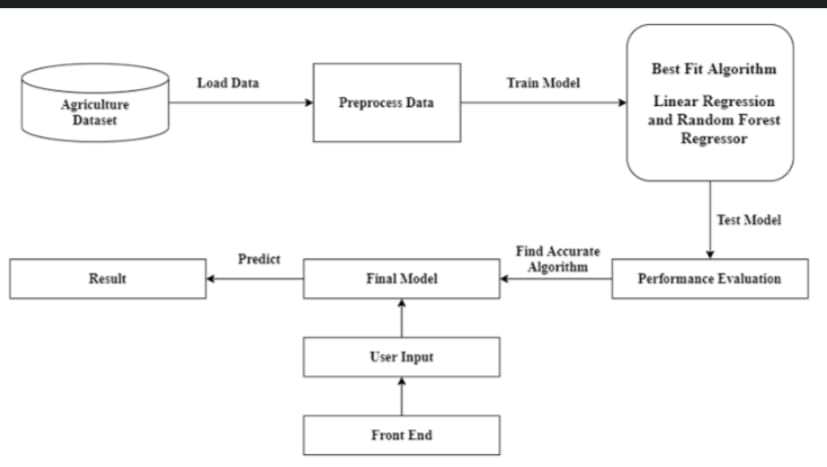 Agriculture
Dataset
Load Data
Preprocess Data
Train Model
Best Fit Algorithm
Linear Regression
and Random Forest
Regressor
Test Model
Performance Evaluation
Find Accurate
Algorithm
Final Model
Predict
Result
User Input
Front End